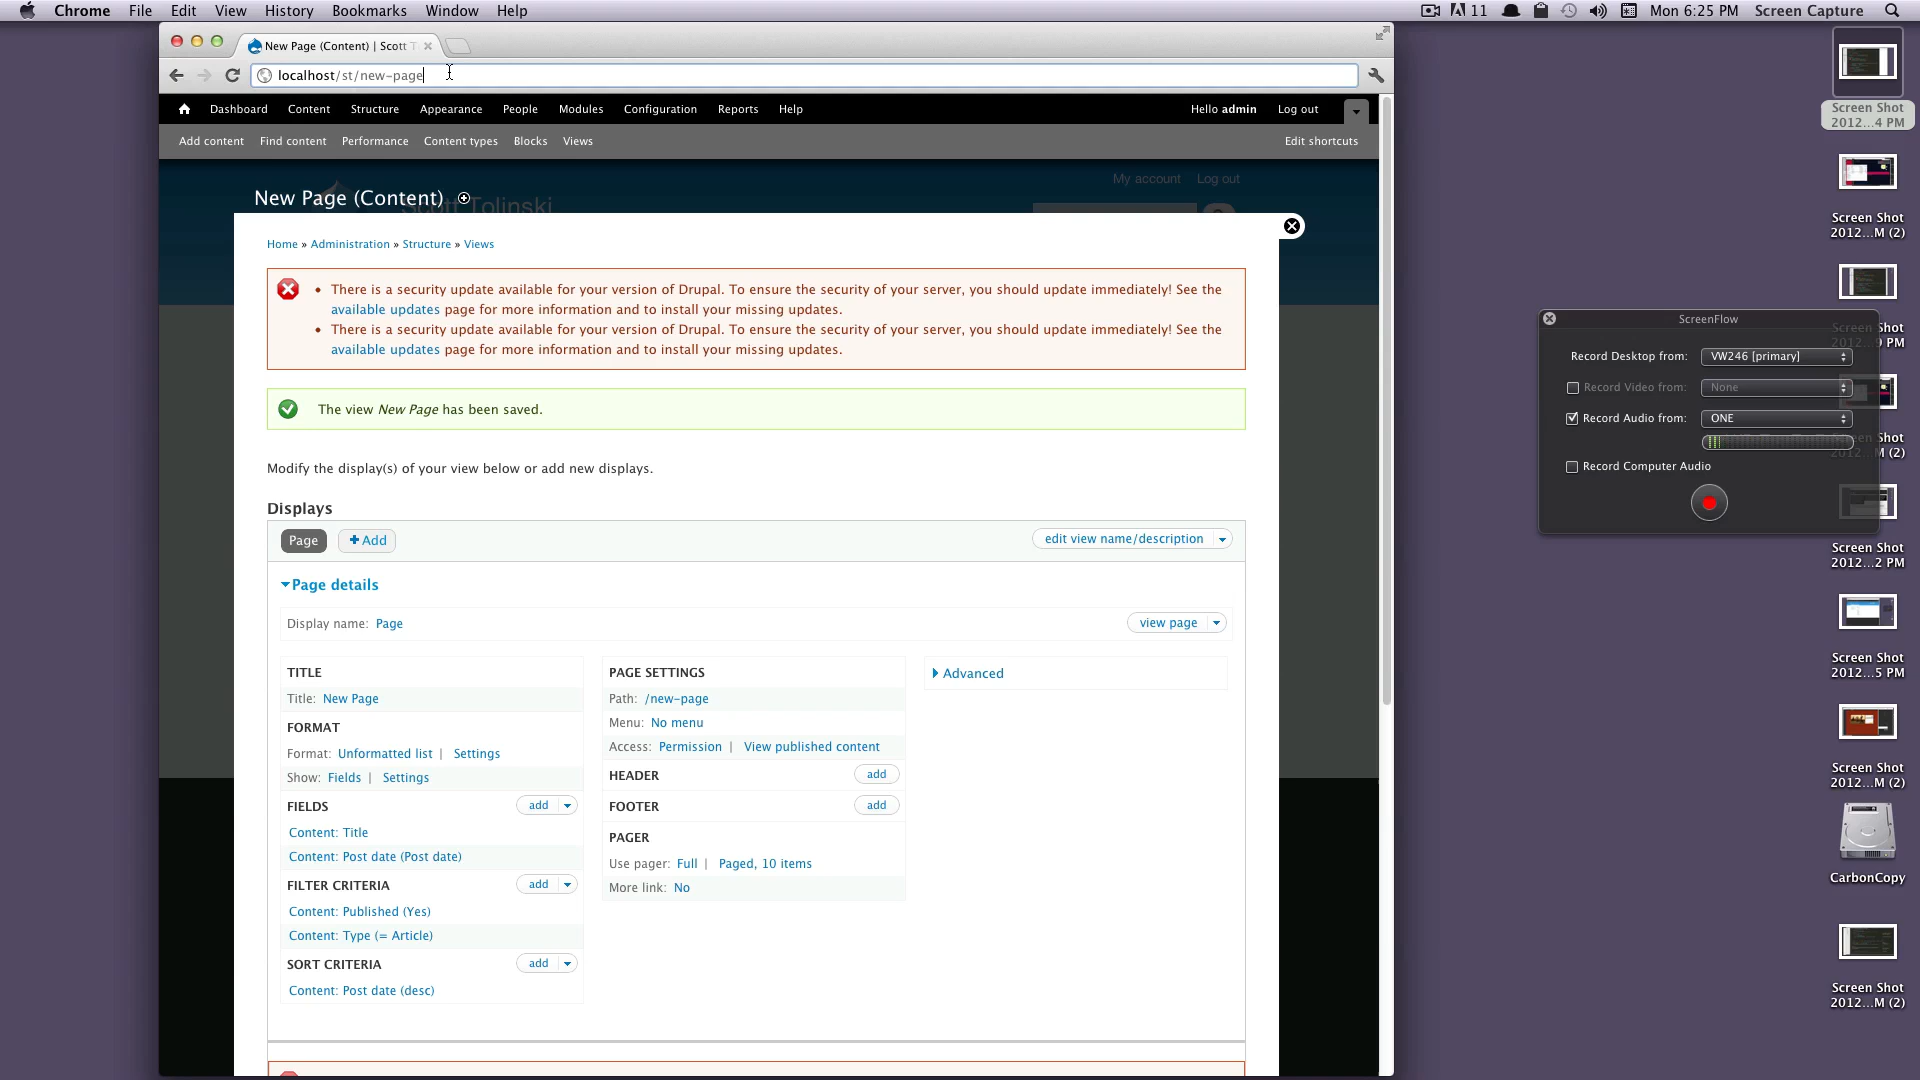 Chrome File Edit View History Bookmarks Window Help
11 Mon 6:25 PM Screen Capture
New Page (Content) | Scott T
localhost/st/new-page
Dashboard Content Structure Appearance People Modules Configuration Reports Help Hello admin Log out
Add content Find content Performance Content types Blocks Views Edit shortcuts
My account Log out
New Page (Content)
Scott Tolinski
Home » Administration » Structure » Views
• There is a security update available for your version of Drupal. To ensure the security of your server, you should update immediately! See the
available updates page for more information and to install your missing updates.
• There is a security update available for your version of Drupal. To ensure the security of your server, you should update immediately! See the
available updates page for more information and to install your missing updates.
The view New Page has been saved.
Modify the display(s) of your view below or add new displays.
Displays
Page + Add edit view name/description
Page details
Display name: Page view page
TITLE
Title: New Page
FORMAT
Format: Unformatted list | Settings
Show: Fields | Settings
FIELDS add
Content: Title
Content: Post date (Post date)
FILTER CRITERIA add
Content: Published (Yes)
Content: Type (= Article)
SORT CRITERIA add
Content: Post date (desc)
PAGE SETTINGS
Path: /new-page
Menu: No menu
Access: Permission | View published content
HEADER add
FOOTER add
PAGER
Use pager: Full | Paged, 10 items
More link: No
Advanced
ScreenFlow
Record Desktop from: VW246 [primary]
Record Video from: None
Record Audio from: ONE
Record Computer Audio
Screen Shot
2012...4 PM
Screen Shot
2012...M (2)
Shot
9 PM
Shot
M (2)
Screen Shot
2012...2 PM
Screen Shot
2012...5 PM
Screen Shot
2012...M (2)
CarbonCopy
Screen Shot
2012...M (2)